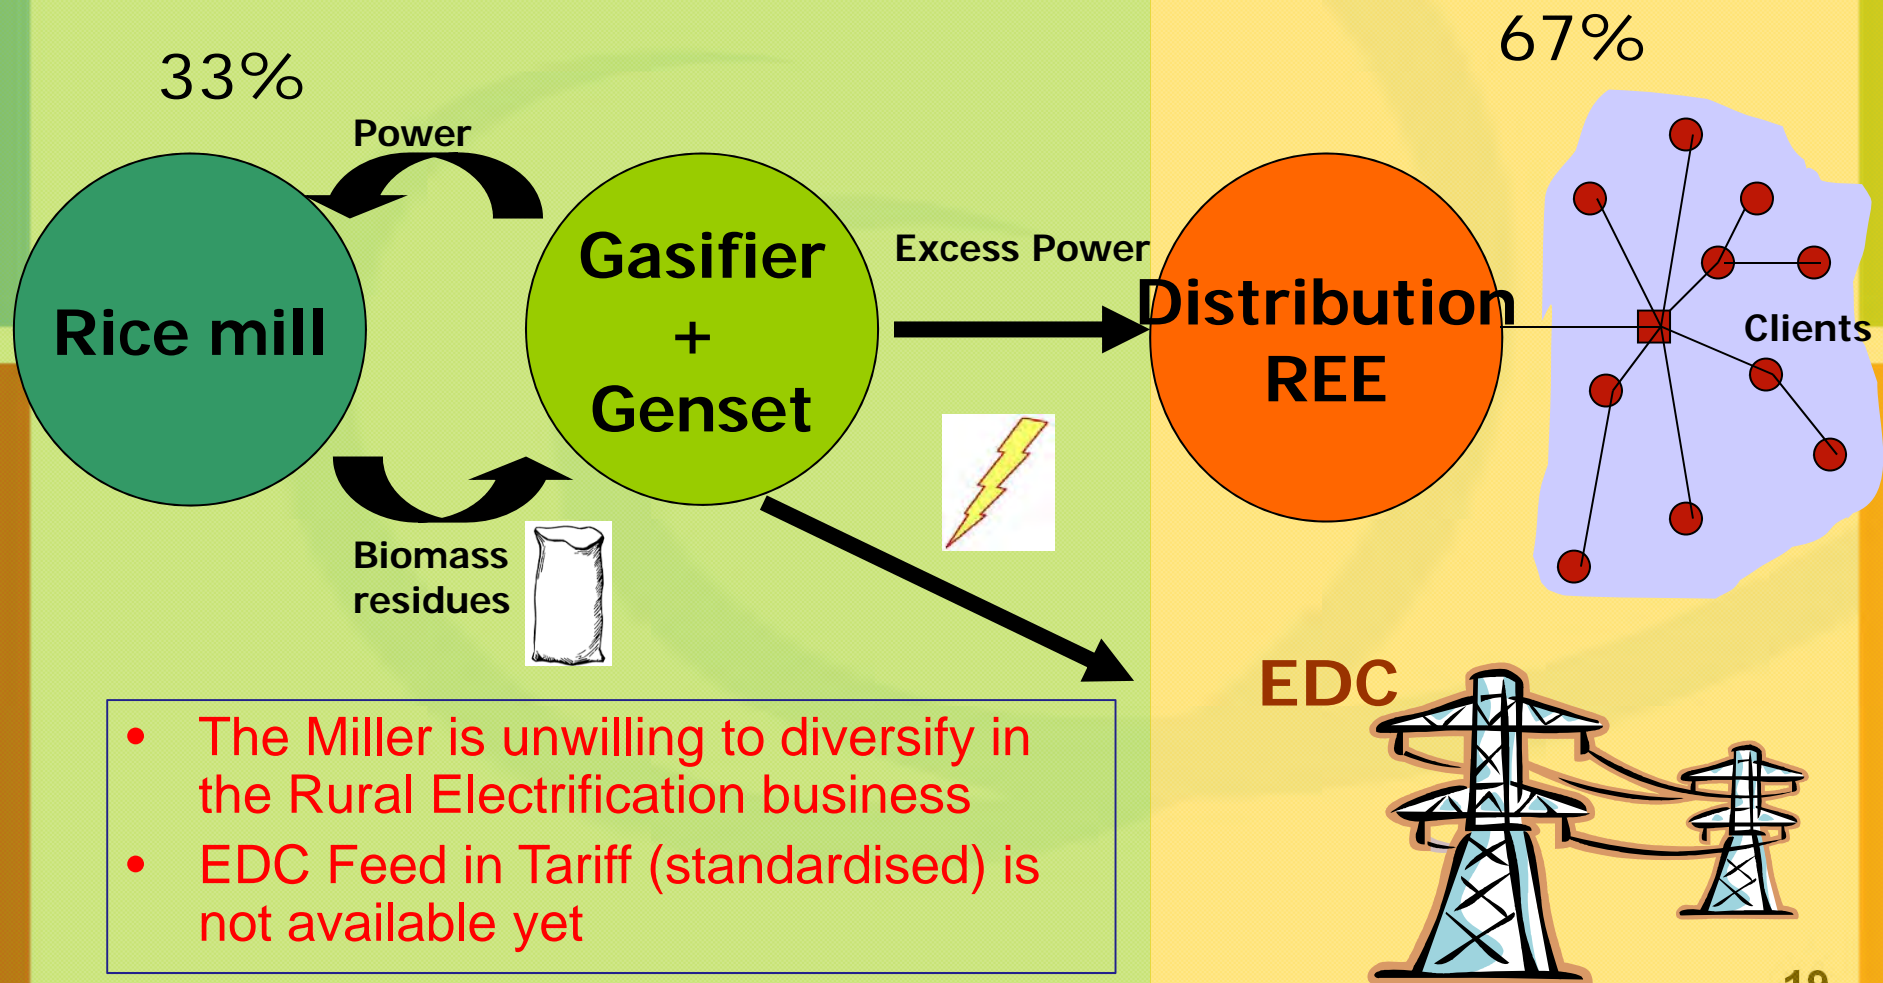 33%
67%
Power
Rice mill
Gasifier
+
Genset
Excess Power
Distribution
REE
Clients
Biomass
residues
EDC
• The Miller is unwilling to diversify in
the Rural Electrification business
• EDC Feed in Tariff (standardised) is
not available yet
19